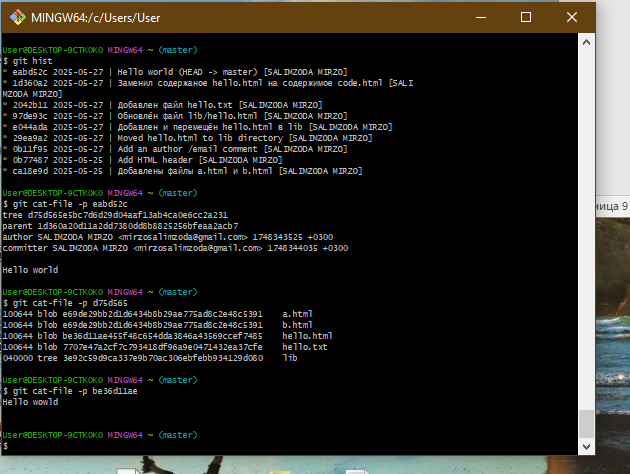 MINGW64:/c/Users/User
User@DESKTOP-9CTKOKO MINGW64 ~ (master)
$ git hist
* eabd52c 2025-05-27 | Hello world (HEAD -> master) [SALIMZODA MIRZO]
* 1d360a2 2025-05-27 | Заменил содержаное hello.html на содержимое code.html [SALI
MZODA MIRZO]
* 2042b11 2025-05-27 | Добавлен файл hello.txt [SALIMZODA MIRZO]
* 97de93c 2025-05-27 | Обновлён файл lib/hello.html [SALIMZODA MIRZO]
* e044ada 2025-05-27 | Добавлен и перемещён hello.html в lib [SALIMZODA MIRZO]
* 29ea9a2 2025-05-27 | Moved hello.html to lib directory [SALIMZODA MIRZO]
* 0b11f95 2025-05-27 | Add an author /email comment [SALIMZODA MIRZO]
* 0b77487 2025-05-25 | Add HTML header [SALIMZODA MIRZO]
* ca18e9d 2025-05-25 | Добавлены файлы a.html и b.html [SALIMZODA MIRZO]
User@DESKTOP-9CTKOKO MINGW64 ~ (master)
$ git cat-file -p eabd52c
tree d75d565e5bc7d6d29d04aaf13ab4ca0e6cc2a231
parent 1d360a20d11a2dd7380dd8b8825256bfeaa2acb7
author SALIMZODA MIRZO <mirzosalimzoda@gmail.com> 1748343525 +0300
committer SALIMZODA MIRZO <mirzosalimzoda@gmail.com> 1748344035 +0300
Hello world
User@DESKTOP-9CTKOKO MINGW64 ~ (master)
$ git cat-file -p d75d565
100644 blob e69de29bb2d1d6434b8b29ae775ad8c2e48c5391 a.html
100644 blob e69de29bb2d1d6434b8b29ae775ad8c2e48c5391 b.html
100644 blob be36d11ae455f48c654dda3846a43569ccef7485 hello.html
100644 blob 7707e47a2cf7c793418df96a9e0471432ea37cfe hello.txt
040000 tree 3e92c59d9ca337e9b70ac306ebfebb934129d080 lib
User@DESKTOP-9CTKOKO MINGW64 ~ (master)
$ git cat-file -p be36d11ae
Hello wowld
User@DESKTOP-9CTKOKO MINGW64 ~ (master)
$
ница 9